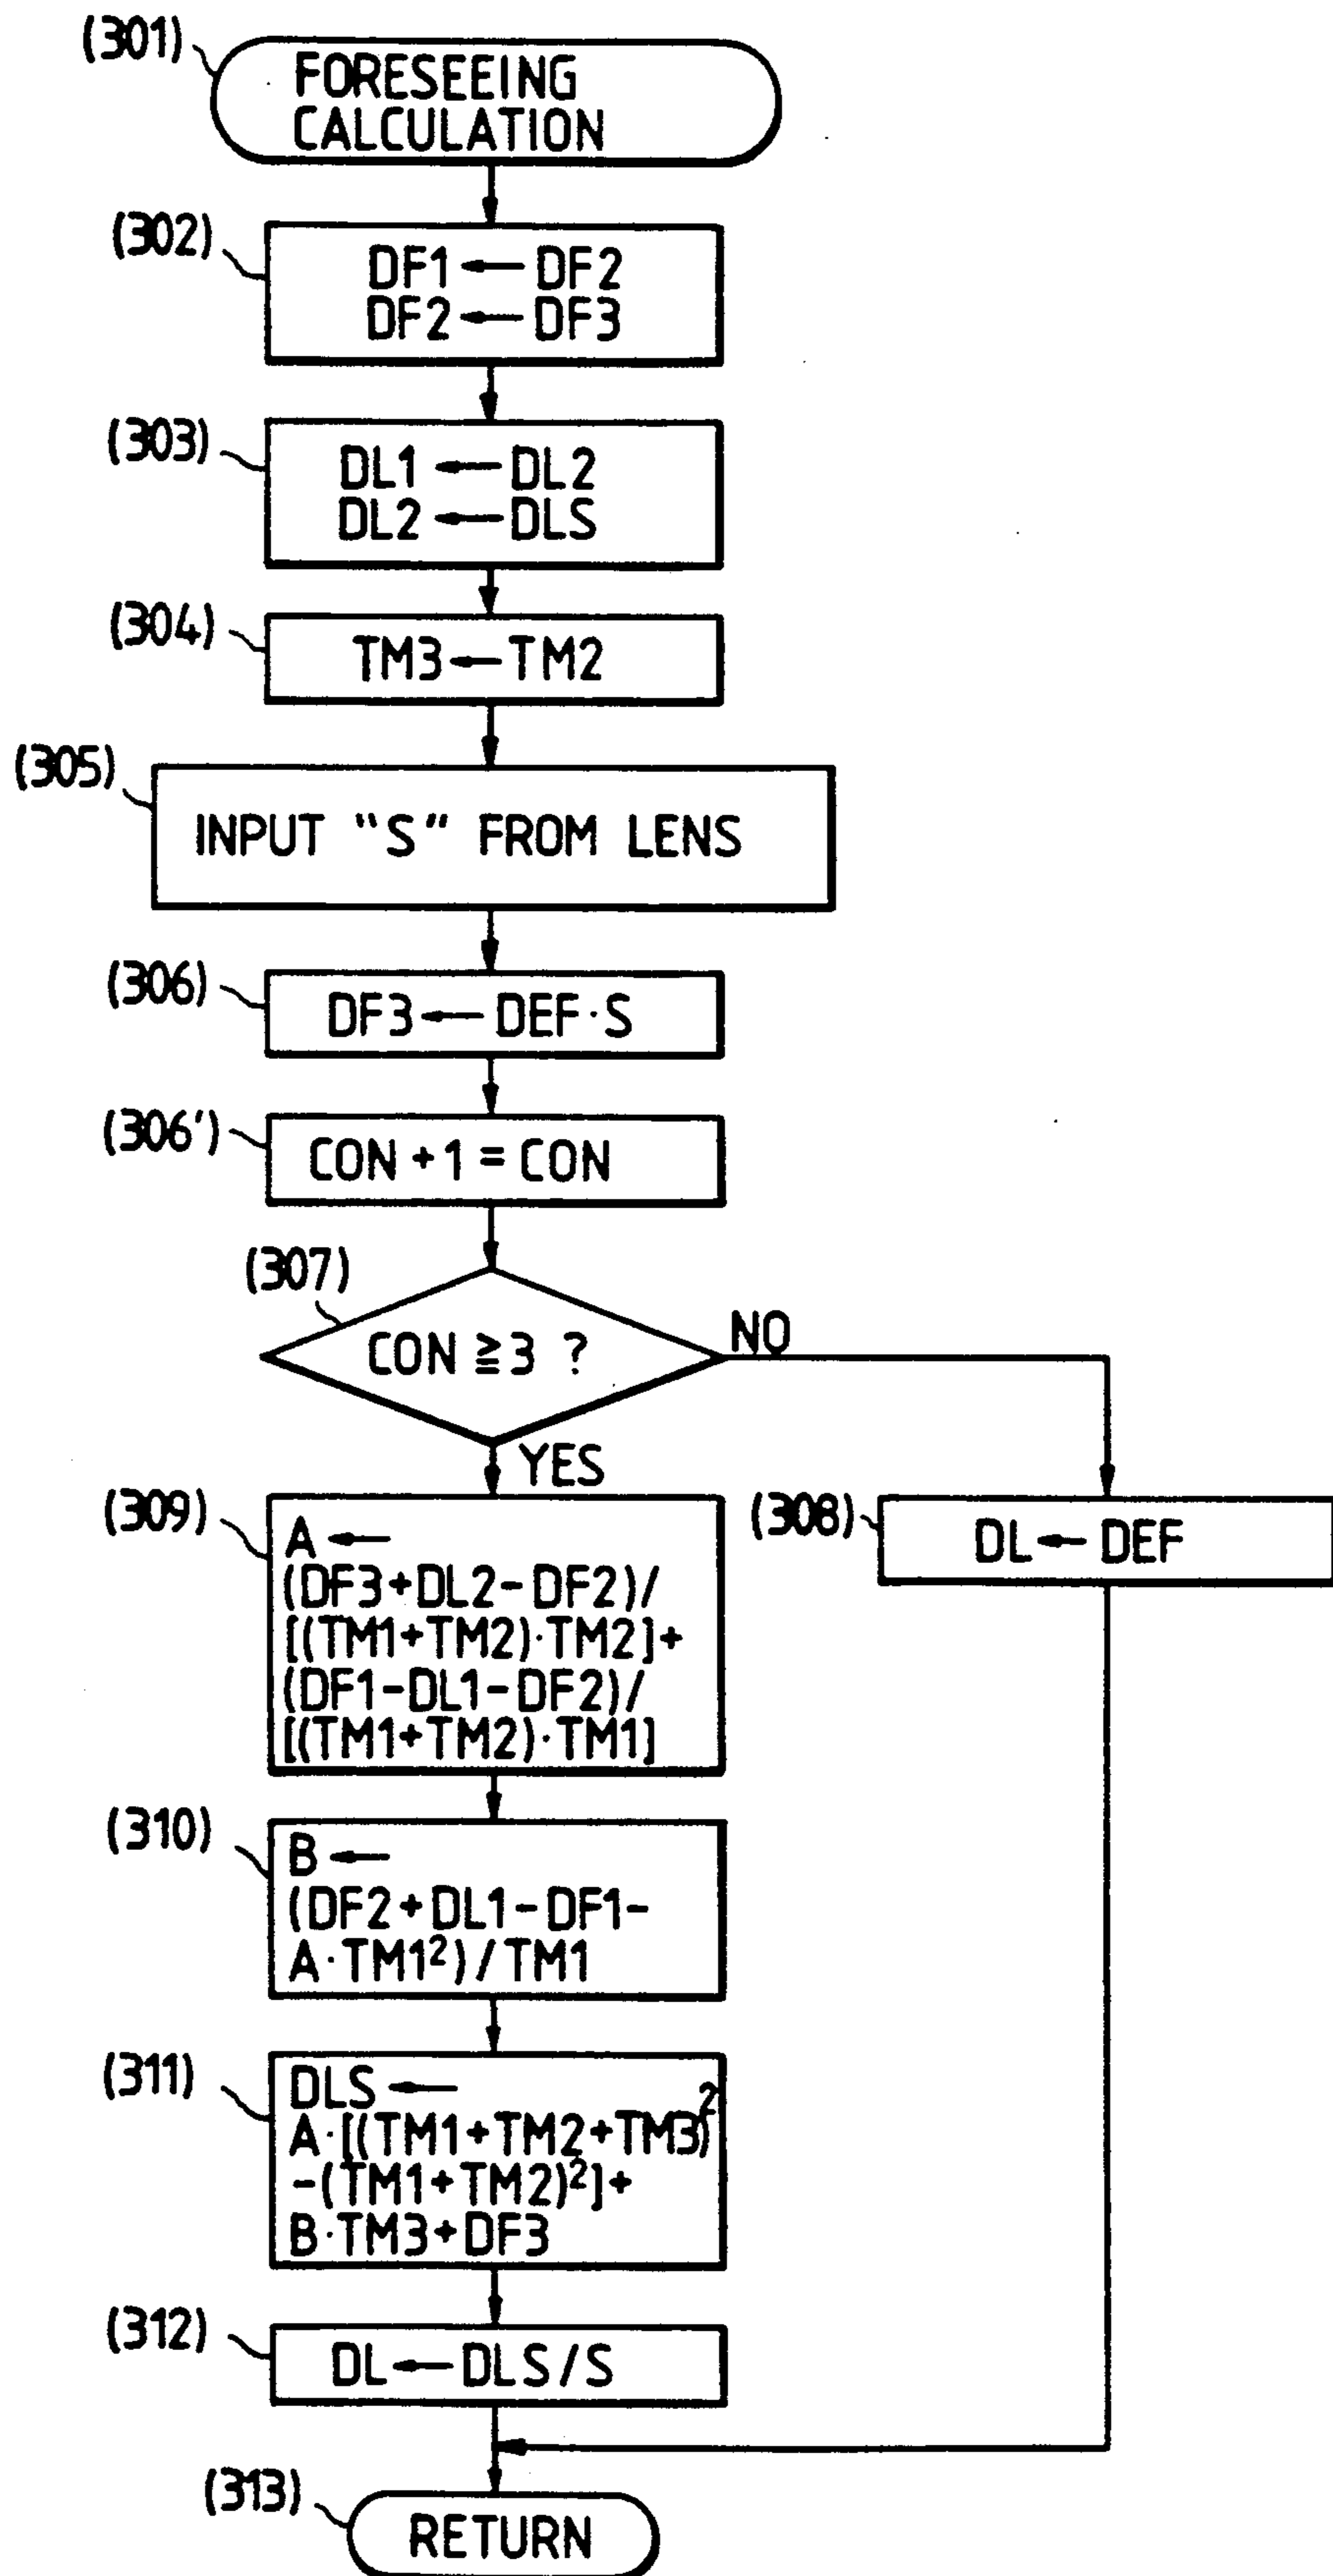 (301)
FORESEEING
CALCULATION
(302)
DF1 ← DF2
DF2 ← DF3
(303)
DL1 ← DL2
DL2 ← DLS
(304)
TM3 ← TM2
(305)
INPUT "S" FROM LENS
(306)
DF3 ← DEF·S
(306')
CON + 1 = CON
(307)
CON ≧ 3 ?
NO
YES
(308)
DL ← DEF
(309)
A ←
(DF3+DL2-DF2)/
[(TM1+TM2)·TM2]+
(DF1-DL1-DF2)/
[(TM1+TM2)·TM1]
(310)
B ←
(DF2+DL1-DF1-
A·TM1²)/TM1
(311)
DLS ←
A·[(TM1+TM2+TM3)²
-(TM1+TM2)²]+
B·TM3+DF3
(312)
DL ← DLS/S
(313)
RETURN